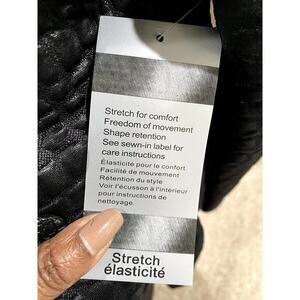 Stretch for comfort
Freedom of movement
Shape retention
See sewn-in label for
care instructions
Élasticité pour le confort
Facilité de mouvement
Rétention du style
Voir l'écusson à l'intérieur
pour instructions de
nettoyage.
Stretch
élasticité